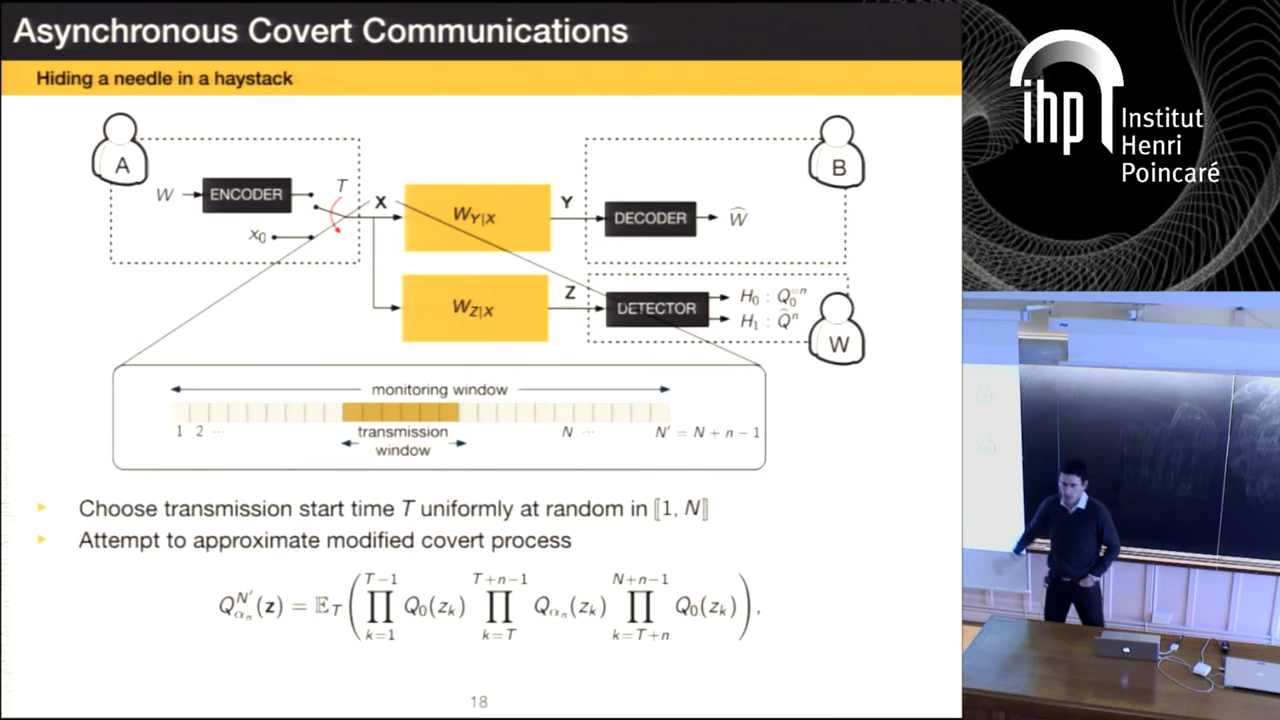 Asynchronous Covert Communications
Hiding a needle in a haystack
A
W
ENCODER
T
x₀
X
W_{Y|X}
Y
DECODER
Ŵ
B
W_{Z|X}
Z
DETECTOR
H₀ : Q₀^{⊗n}
H₁ : Q̂ⁿ
W
monitoring window
1 2 ··· N ··· N′ = N + n − 1
transmission
window
Choose transmission start time T uniformly at random in ⟦1, N⟧
Attempt to approximate modified covert process
Q_{αₙ}^{N′}(z) = 𝔼_T ( ∏_{k=1}^{T−1} Q₀(z_k) ∏_{k=T}^{T+n−1} Q_{αₙ}(z_k) ∏_{k=T+n}^{N+n−1} Q₀(z_k) ),
18
ihp
Institut
Henri
Poincaré